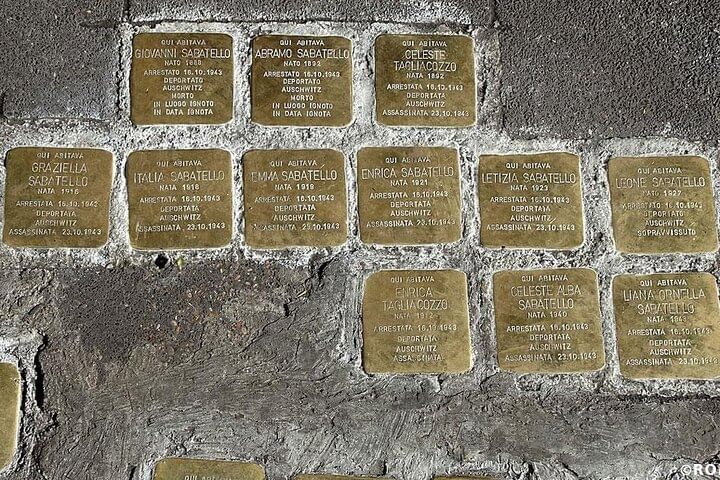 QUI ABITAVA
GIOVANNI SABATELLO
NATO 1888
ARRESTATO 16.10.1943
DEPORTATO
AUSCHWITZ
MORTO
IN LUOGO IGNOTO
IN DATA IGNOTA
QUI ABITAVA
ABRAMO SABATELLO
NATO 1892
ARRESTATO 16.10.1943
DEPORTATO
AUSCHWITZ
MORTO
IN LUOGO IGNOTO
IN DATA IGNOTA
QUI ABITAVA
CELESTE
TAGLIACOZZO
NATA 1892
ARRESTATA 16.10.1943
DEPORTATA
AUSCHWITZ
ASSASSINATA 23.10.1943
QUI ABITAVA
GRAZIELLA
SABATELLO
NATA 1916
ARRESTATA 16.10.1943
DEPORTATA
AUSCHWITZ
ASSASSINATA 23.10.1943
QUI ABITAVA
ITALIA SABATELLO
NATA 1918
ARRESTATA 16.10.1943
DEPORTATA
AUSCHWITZ
ASSASSINATA 23.10.1943
QUI ABITAVA
EMMA SABATELLO
NATA 1919
ARRESTATA 16.10.1943
DEPORTATA
AUSCHWITZ
ASSASSINATA 23.10.1943
QUI ABITAVA
ENRICA SABATELLO
NATA 1921
ARRESTATA 16.10.1943
DEPORTATA
AUSCHWITZ
ASSASSINATA 23.10.1943
QUI ABITAVA
LETIZIA SABATELLO
NATA 1923
ARRESTATA 16.10.1943
DEPORTATA
AUSCHWITZ
ASSASSINATA 23.10.1943
QUI ABITAVA
LEONE SABATELLO
NATO 1927
ARRESTATO 16.10.1943
DEPORTATO
AUSCHWITZ
SOPRAVVISSUTO
QUI ABITAVA
ENRICA
TAGLIACOZZO
NATA 1912
ARRESTATA 16.10.1943
DEPORTATA
AUSCHWITZ
ASSASSINATA
QUI ABITAVA
CELESTE ALBA
SABATELLO
NATA 1940
ARRESTATA 16.10.1943
DEPORTATA
AUSCHWITZ
ASSASSINATA 23.10.1943
QUI ABITAVA
LIANA ORNELLA
SABATELLO
NATA 1943
ARRESTATA 16.10.1943
DEPORTATA
AUSCHWITZ
ASSASSINATA 23.10.1943
QUI ABITAVA
©RO